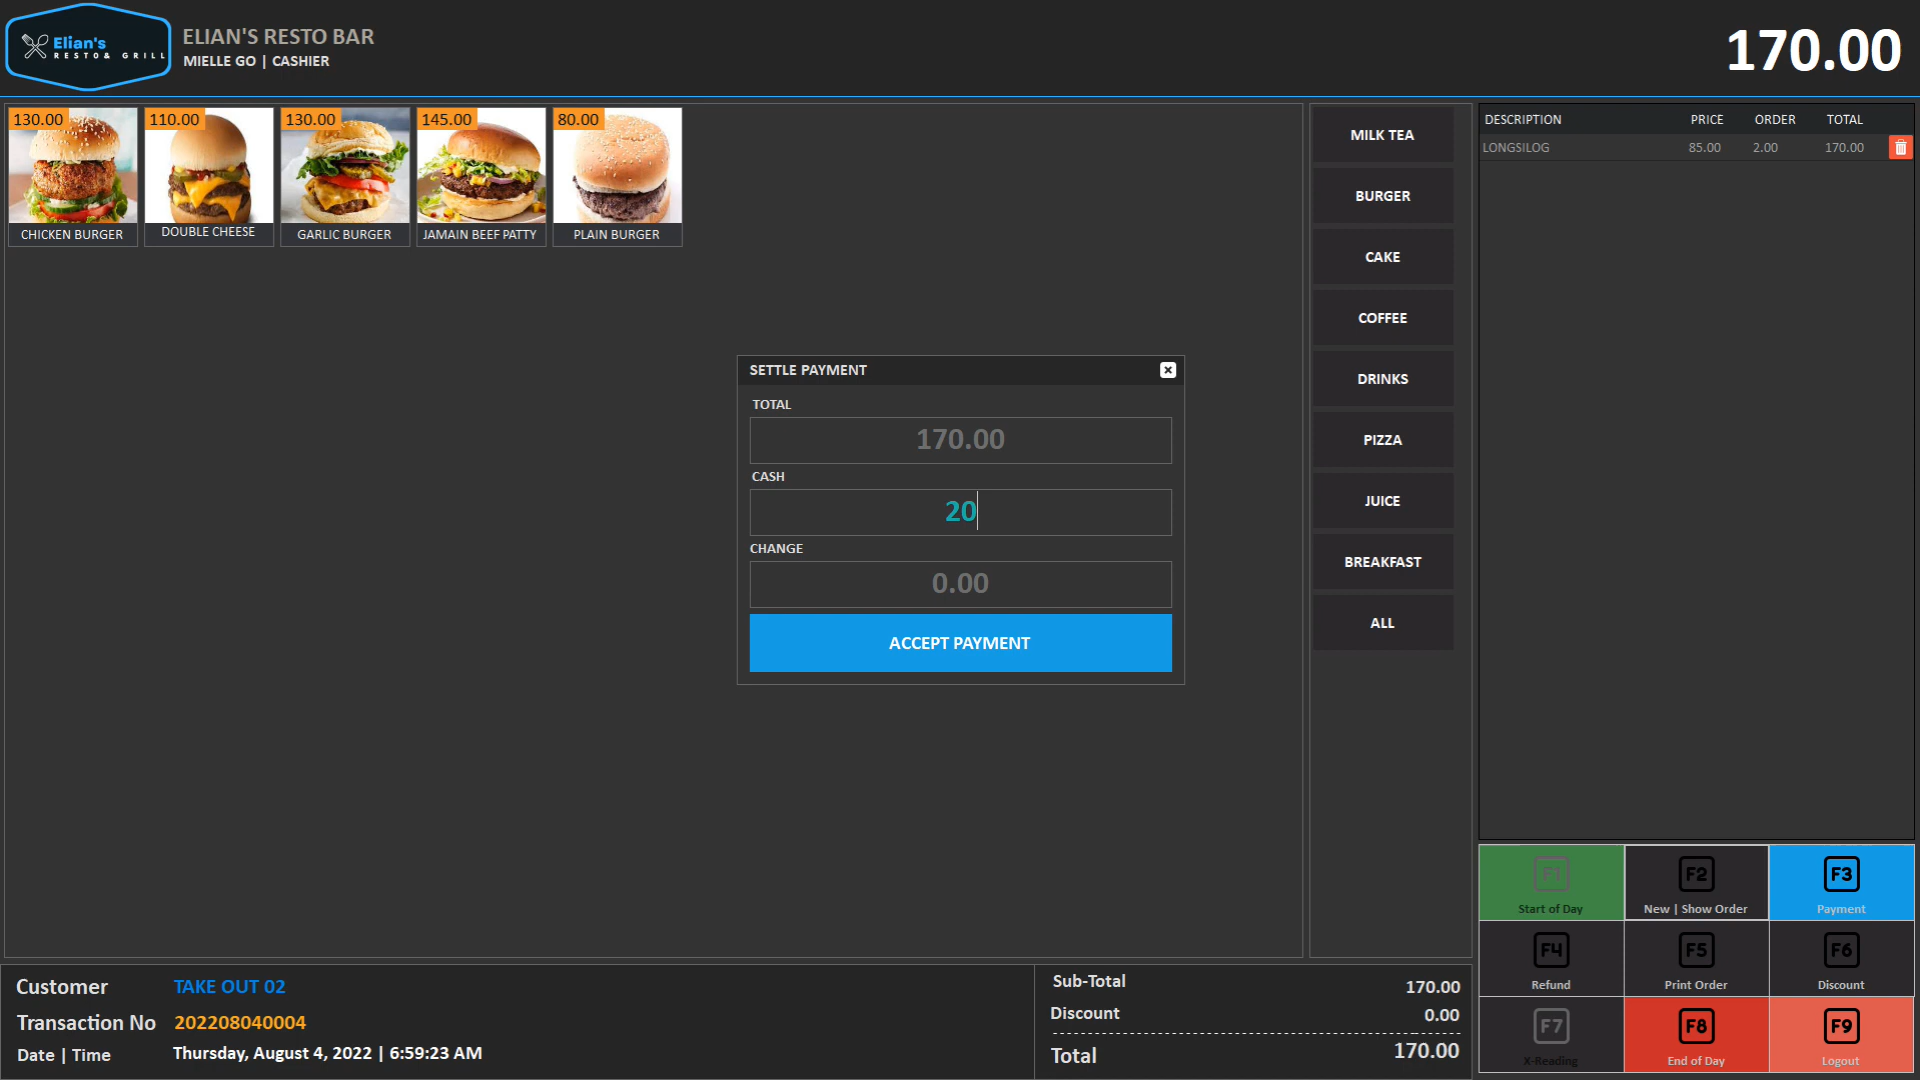 Elian's
RESTO & GRILL
ELIAN'S RESTO BAR
MIELLE GO | CASHIER
170.00
130.00
CHICKEN BURGER
110.00
DOUBLE CHEESE
130.00
GARLIC BURGER
145.00
JAMAIN BEEF PATTY
80.00
PLAIN BURGER
MILK TEA
BURGER
CAKE
COFFEE
DRINKS
PIZZA
JUICE
BREAKFAST
ALL
DESCRIPTION PRICE ORDER TOTAL
LONGSILOG 85.00 2.00 170.00
SETTLE PAYMENT
TOTAL
170.00
CASH
20
CHANGE
0.00
ACCEPT PAYMENT
F1
Start of Day
F2
New | Show Order
F3
Payment
F4
Refund
F5
Print Order
F6
Discount
F7
X-Reading
F8
End of Day
F9
Logout
Customer TAKE OUT 02
Transaction No 202208040004
Date | Time Thursday, August 4, 2022 | 6:59:23 AM
Sub-Total 170.00
Discount 0.00
Total 170.00